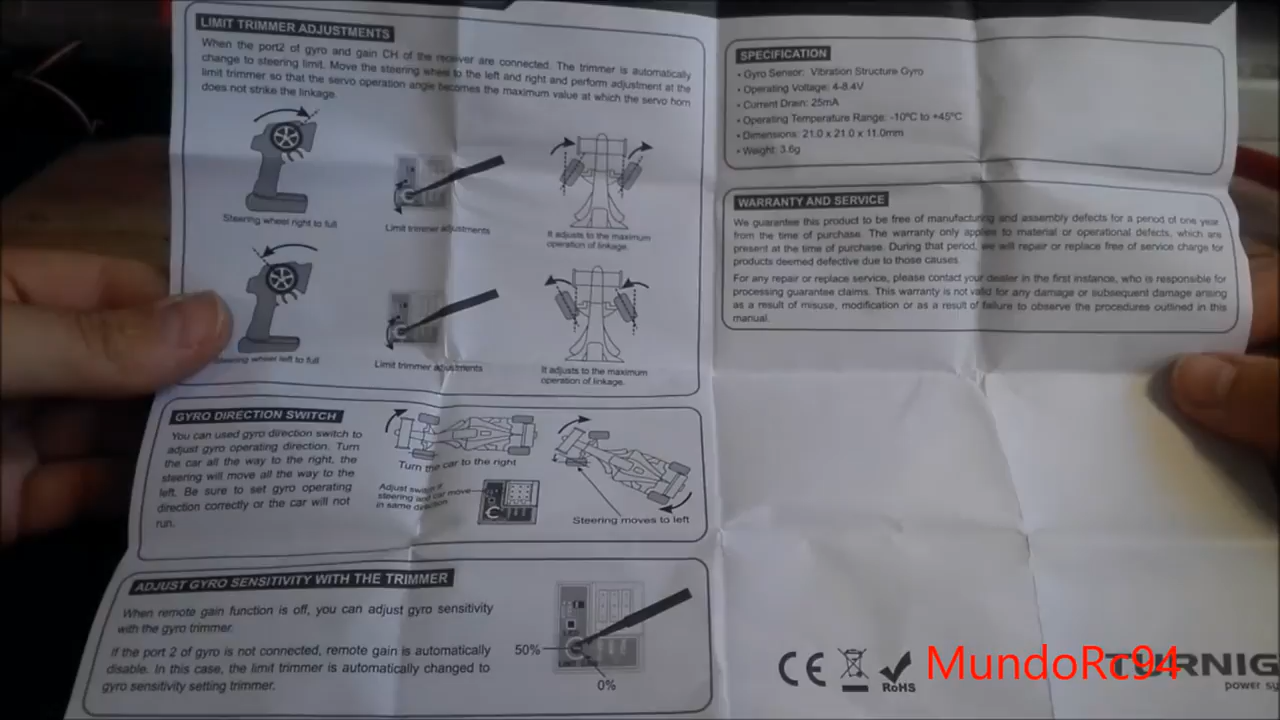 LIMIT TRIMMER ADJUSTMENTS
When the port2 of gyro and gain CH of the receiver are connected. The trimmer is automatically
change to steering limit. Move the steering wheel to the left and right and perform adjustment at the
limit trimmer so that the servo operation angle becomes the maximum value at which the servo horn
does not strike the linkage.
Steering wheel right to full
Limit trimmer adjustments
It adjusts to the maximum
operation of linkage.
Steering wheel left to full
Limit trimmer adjustments
It adjusts to the maximum
operation of linkage.
GYRO DIRECTION SWITCH
You can used gyro direction switch to
adjust gyro operating direction. Turn
the car all the way to the right, the
steering will move all the way to the
left. Be sure to set gyro operating
direction correctly or the car will not
run.
Turn the car to the right
Adjust switch if
steering and car move
in same direction
Steering moves to left
ADJUST GYRO SENSITIVITY WITH THE TRIMMER
When remote gain function is off, you can adjust gyro sensitivity
with the gyro trimmer.
If the port 2 of gyro is not connected, remote gain is automatically
disable. In this case, the limit trimmer is automatically changed to
gyro sensitivity setting trimmer.
50%
0%
SPECIFICATION
• Gyro Sensor: Vibration Structure Gyro
• Operating Voltage: 4-8.4V
• Current Drain: 25mA
• Operating Temperature Range: -10ºC to +45ºC
• Dimensions: 21.0 x 21.0 x 11.0mm
• Weight: 3.6g
WARRANTY AND SERVICE
We guarantee this product to be free of manufacturing and assembly defects for a period of one year
from the time of purchase. The warranty only applies to material or operational defects, which are
present at the time of purchase. During that period, we will repair or replace free of service charge for
products deemed defective due to those causes.
For any repair or replace service, please contact your dealer in the first instance, who is responsible for
processing guarantee claims. This warranty is not valid for any damage or subsequent damage arising
as a result of misuse, modification or as a result of failure to observe the procedures outlined in this
manual.
CE
RoHS
MundoRc94
TURNIG
power sy